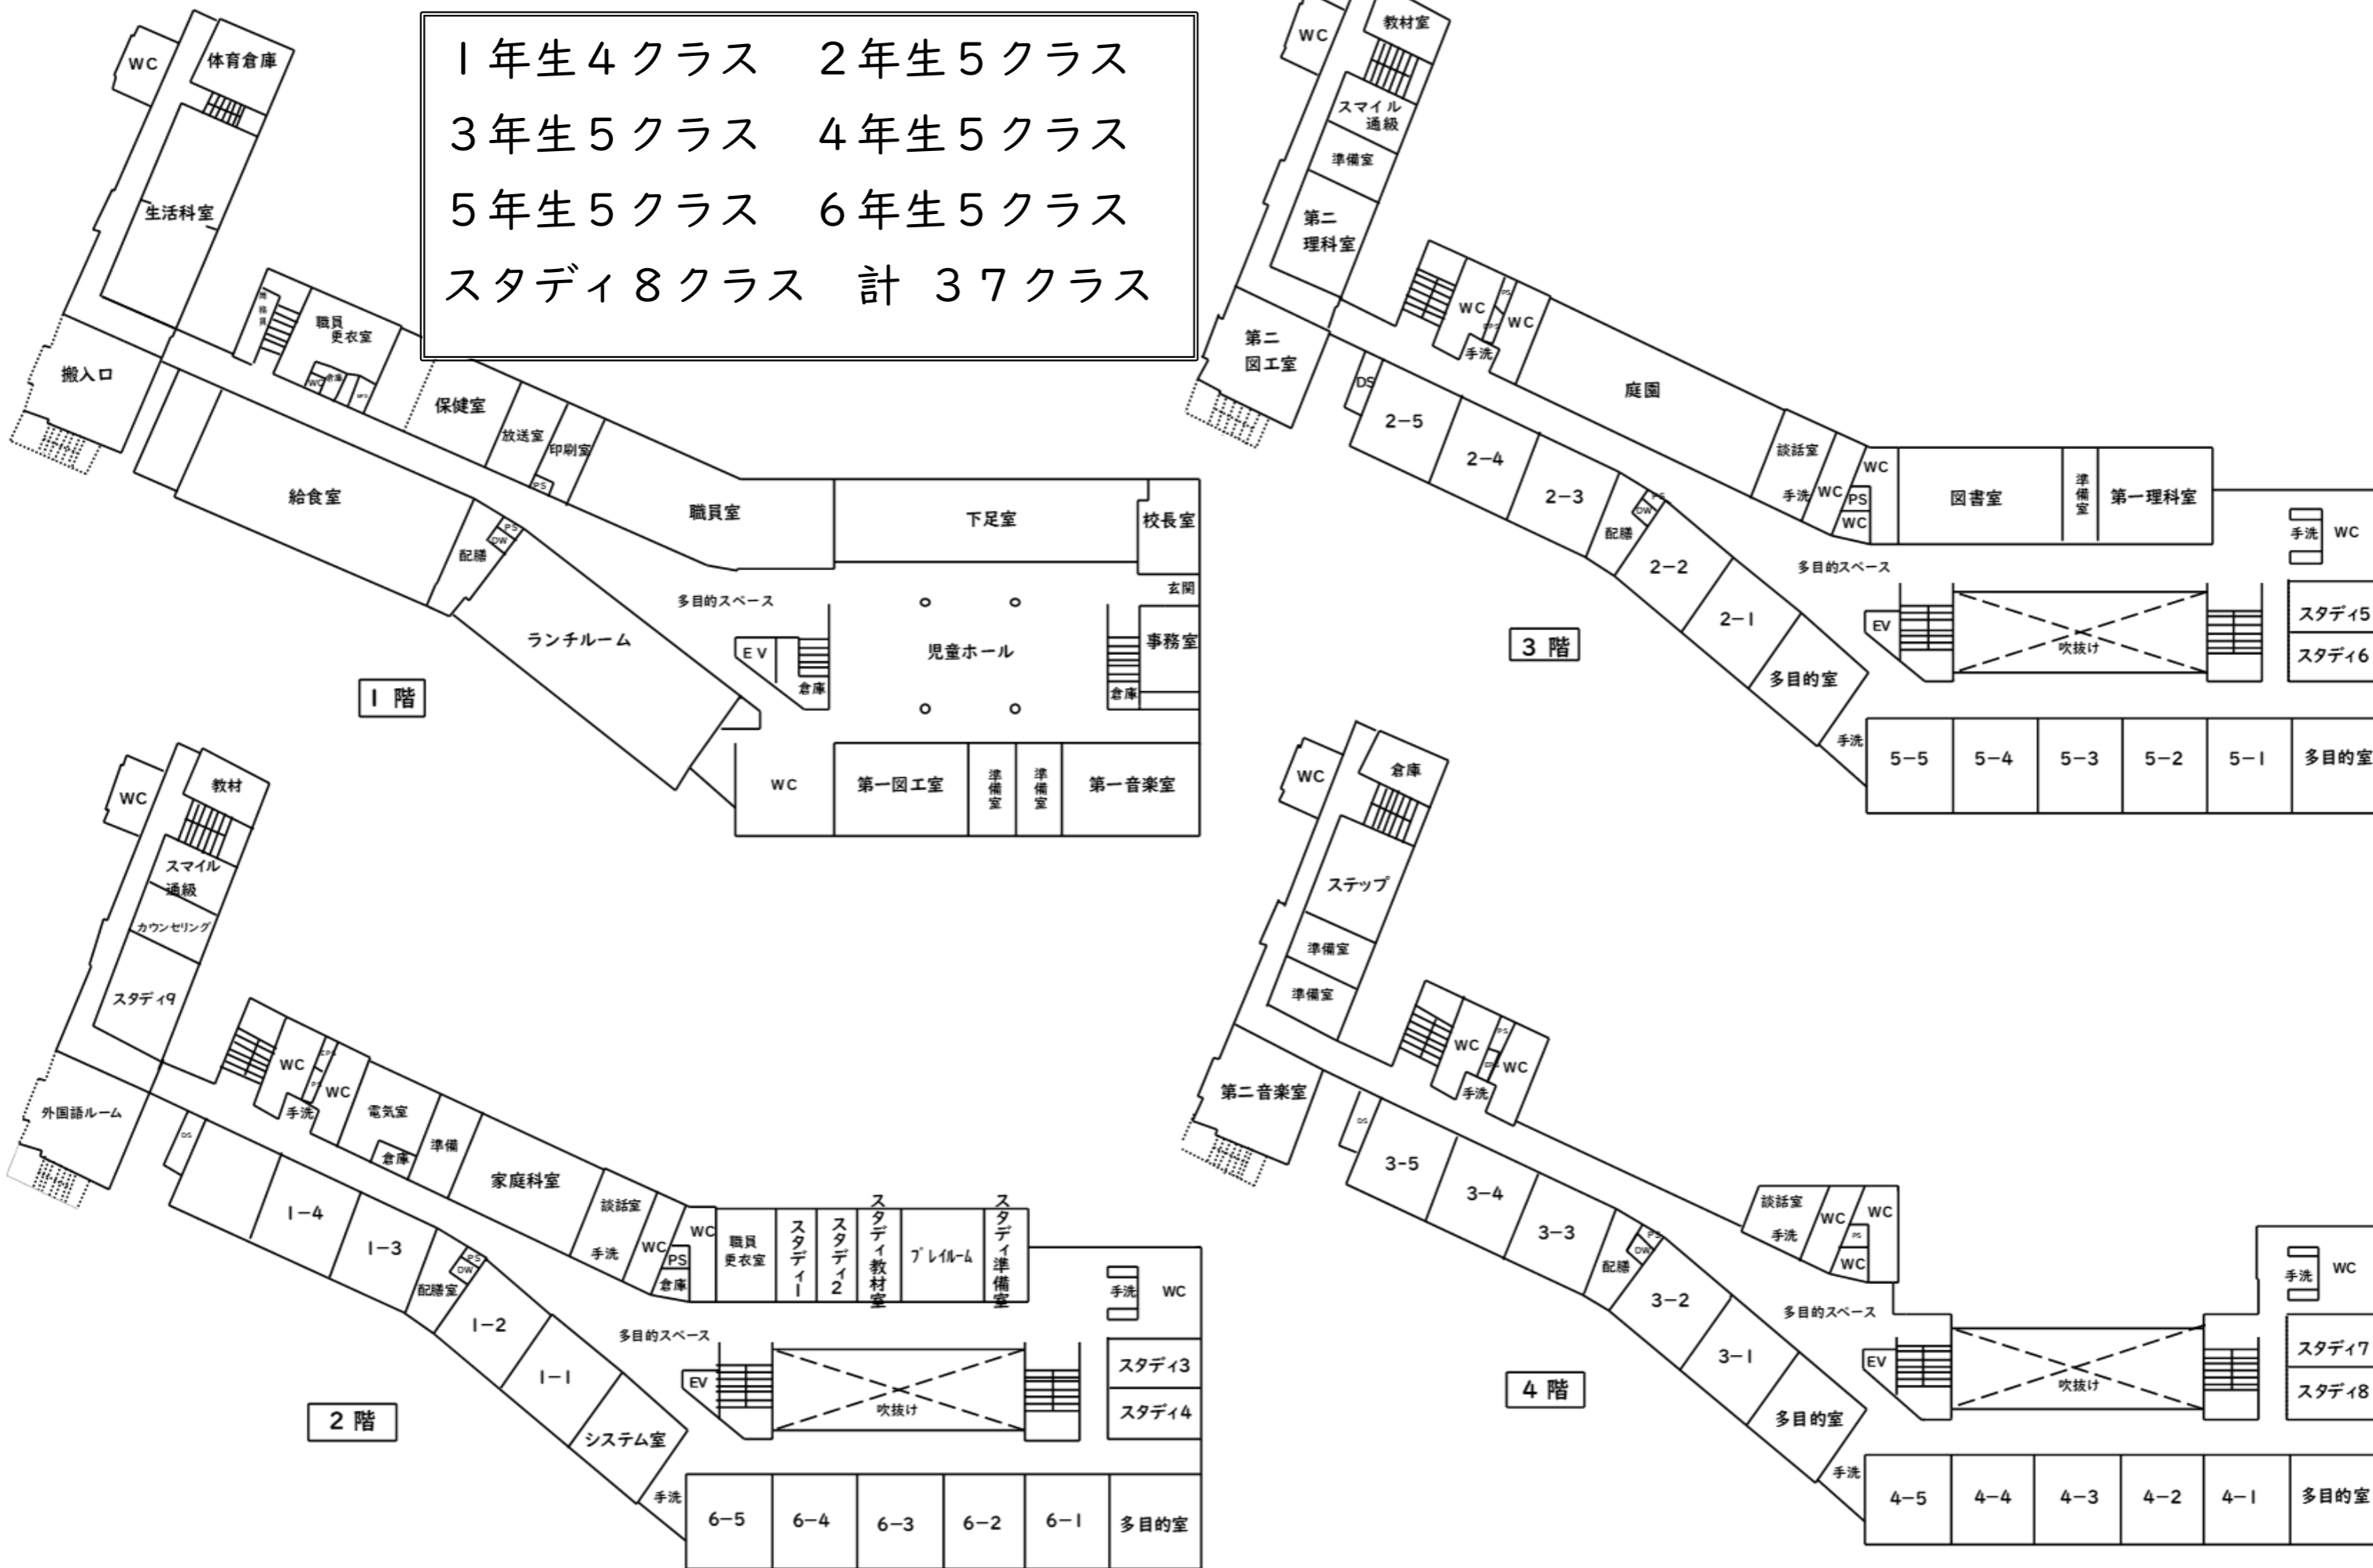 1年生4クラス　2年生5クラス
3年生5クラス　4年生5クラス
5年生5クラス　6年生5クラス
スタディ8クラス　計 37クラス
WC
体育倉庫
生活科室
搬入口
職員
更衣室
WC
倉庫
保健室
放送室
印刷室
PS
職員室
下足室
校長室
給食室
配膳
PS
DW
ランチルーム
多目的スペース
玄関
事務室
EV
倉庫
児童ホール
倉庫
WC
第一図工室
準備室
準備室
第一音楽室
1階
WC
教材室
スマイル
通級
準備室
第二
理科室
第二
図工室
WC
PS
WC
手洗
庭園
DS
2-5
2-4
2-3
配膳
PS
DW
2-2
2-1
多目的室
談話室
手洗
WC
WC
PS
WC
図書室
準備室
第一理科室
手洗
WC
多目的スペース
EV
吹抜け
スタディ5
スタディ6
手洗
5-5
5-4
5-3
5-2
5-1
多目的室
3階
WC
教材
スマイル
通級
カウンセリング
スタディ9
外国語ルーム
WC
EPS
PS
WC
手洗
電気室
倉庫
準備
家庭科室
談話室
手洗
WC
WC
PS
倉庫
職員
更衣室
スタディ1
スタディ2
スタディ教材室
プレイルーム
スタディ準備室
手洗
WC
DS
1-4
1-3
配膳室
PS
DW
1-2
1-1
システム室
多目的スペース
EV
吹抜け
スタディ3
スタディ4
手洗
6-5
6-4
6-3
6-2
6-1
多目的室
2階
WC
倉庫
ステップ
準備室
準備室
第二音楽室
WC
PS
WC
手洗
DS
3-5
3-4
3-3
配膳
PS
DW
3-2
3-1
多目的室
談話室
手洗
WC
WC
PS
WC
手洗
WC
多目的スペース
EV
吹抜け
スタディ7
スタディ8
手洗
4-5
4-4
4-3
4-2
4-1
多目的室
4階